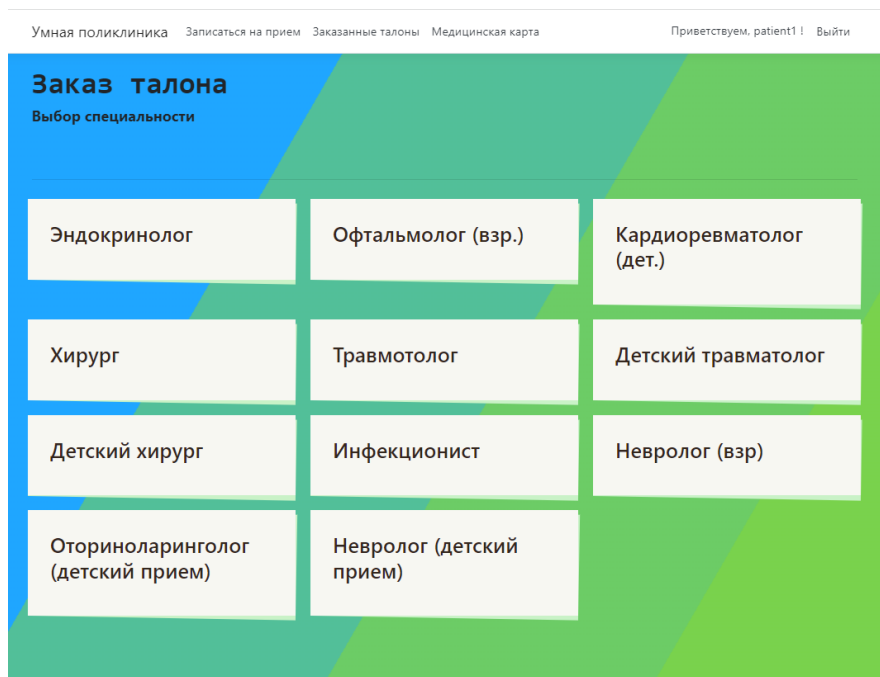 Умная поликлиника Записаться на прием Заказанные талоны Медицинская карта Приветствуем, patient1 ! Выйти
Заказ талона
Выбор специальности
Эндокринолог
Офтальмолог (взр.)
Кардиоревматолог
(дет.)
Хирург
Травмотолог
Детский травматолог
Детский хирург
Инфекционист
Невролог (взр)
Оториноларинголог
(детский прием)
Невролог (детский
прием)